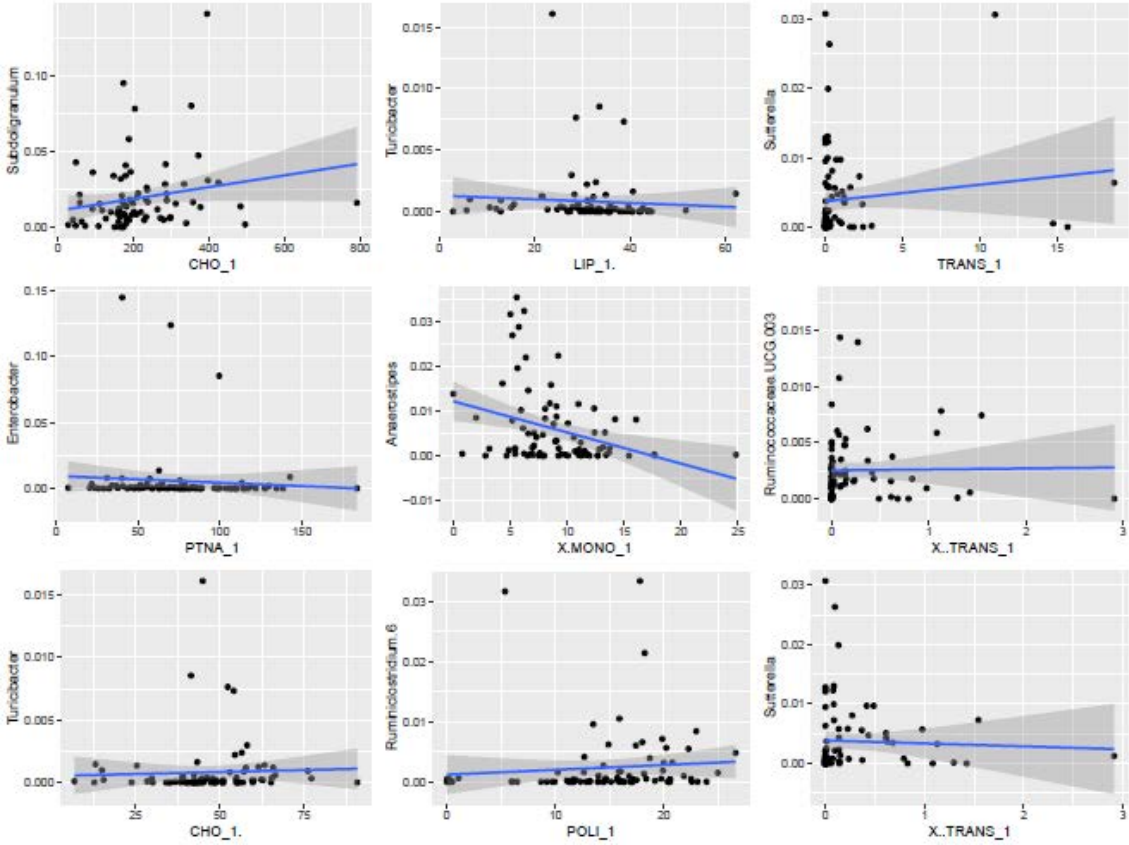 Subdoligranulum
0.10
0.05
0.00
0 200 400 600 800
CHO_1
Turicibacter
0.015
0.010
0.005
0.000
0 20 40 60
LIP_1.
Sutterella
0.03
0.02
0.01
0.00
0 5 10 15
TRANS_1
Enterobacter
0.15
0.10
0.05
0.00
0 50 100 150
PTNA_1
Anaerostipes
0.03
0.02
0.01
0.00
−0.01
0 5 10 15 20 25
X.MONO_1
Ruminococcaceae.UCG.003
0.015
0.010
0.005
0.000
0 1 2 3
X..TRANS_1
Turicibacter
0.015
0.010
0.005
0.000
25 50 75
CHO_1.
Ruminiclostridium.6
0.03
0.02
0.01
0.00
0 10 20
POLI_1
Sutterella
0.03
0.02
0.01
0.00
0 1 2 3
X..TRANS_1